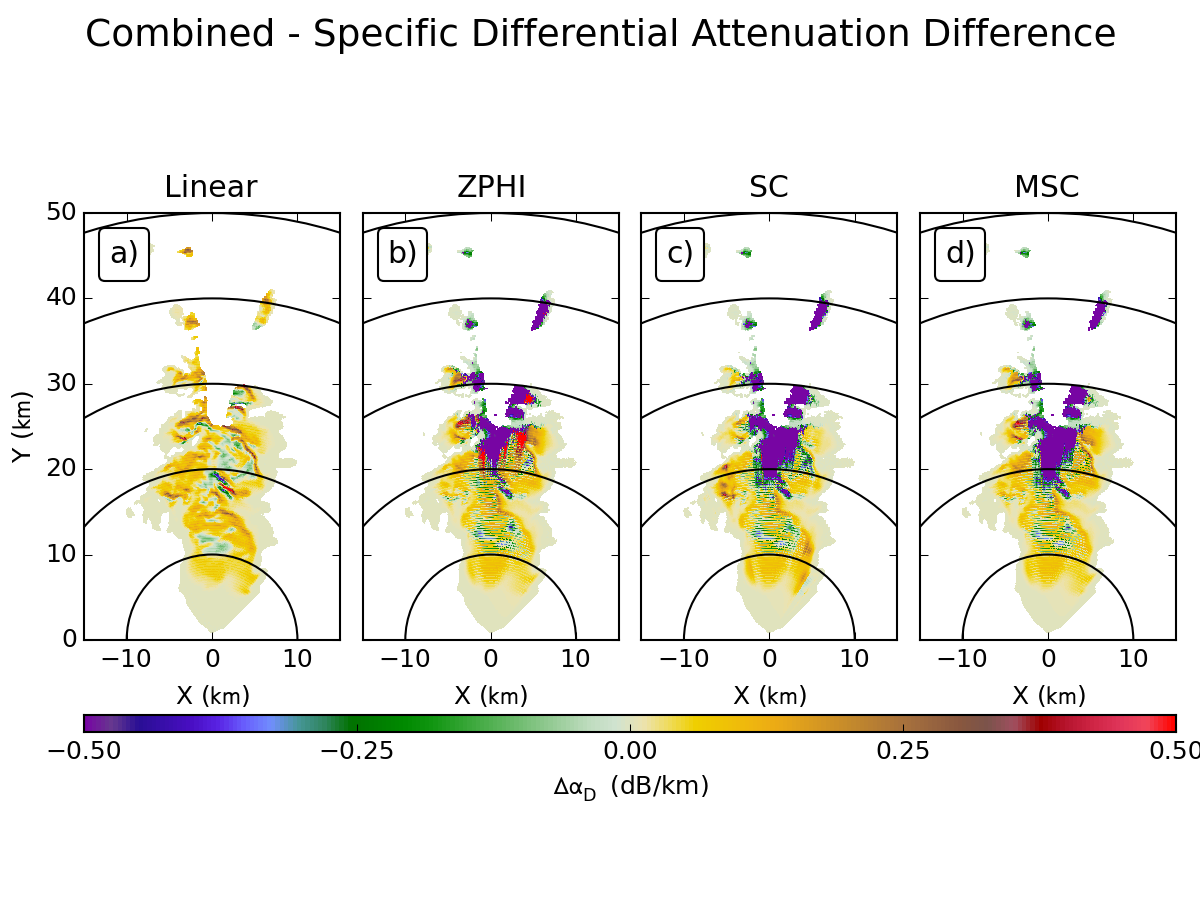 Combined - Specific Differential Attenuation Difference
Linear
ZPHI
SC
MSC
a)
b)
c)
d)
50
40
30
20
10
0
Y (km)
−10 0 10
−10 0 10
−10 0 10
−10 0 10
X (km)
X (km)
X (km)
X (km)
−0.50 −0.25 0.00 0.25 0.50
Δα_D (dB/km)